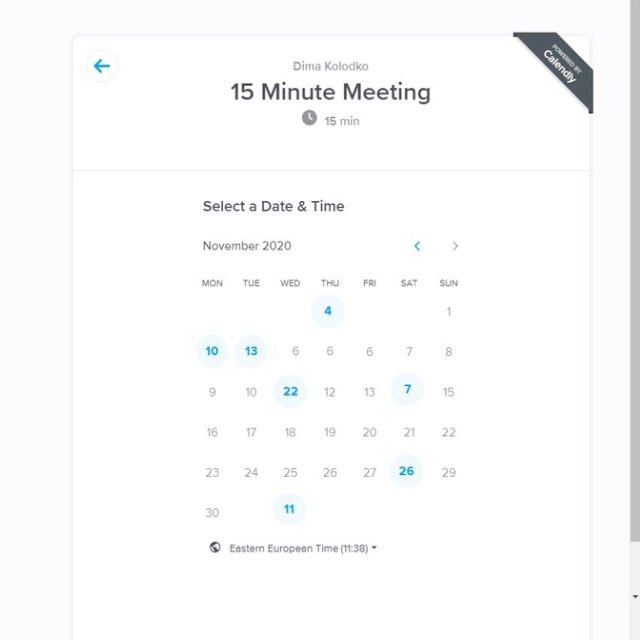 POWERED BY
Calendly
Dima Kolodko
15 Minute Meeting
15 min
Select a Date & Time
November 2020
MON TUE WED THU FRI SAT SUN
4 1
10 13 6 6 6 7 8
9 10 22 12 13 7 15
16 17 18 19 20 21 22
23 24 25 26 27 26 29
30 11
Eastern European Time (11:38)